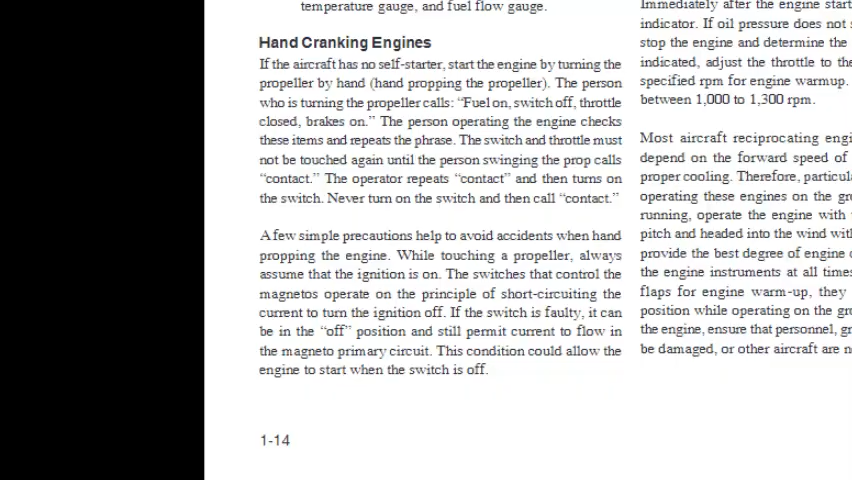 temperature gauge, and fuel flow gauge.
Hand Cranking Engines
If the aircraft has no self-starter, start the engine by turning the
propeller by hand (hand propping the propeller). The person
who is turning the propeller calls: “Fuel on, switch off, throttle
closed, brakes on.” The person operating the engine checks
these items and repeats the phrase. The switch and throttle must
not be touched again until the person swinging the prop calls
“contact.” The operator repeats “contact” and then turns on
the switch. Never turn on the switch and then call “contact.”
A few simple precautions help to avoid accidents when hand
propping the engine. While touching a propeller, always
assume that the ignition is on. The switches that control the
magnetos operate on the principle of short-circuiting the
current to turn the ignition off. If the switch is faulty, it can
be in the “off” position and still permit current to flow in
the magneto primary circuit. This condition could allow the
engine to start when the switch is off.
1-14
Immediately after the engine start
indicator. If oil pressure does not
stop the engine and determine the
indicated, adjust the throttle to the
specified rpm for engine warmup.
between 1,000 to 1,300 rpm.
Most aircraft reciprocating engi
depend on the forward speed of
proper cooling. Therefore, particula
operating these engines on the gr
running, operate the engine with
pitch and headed into the wind wit
provide the best degree of engine
the engine instruments at all times
flaps for engine warm-up, they
position while operating on the gr
the engine, ensure that personnel, gr
be damaged, or other aircraft are n